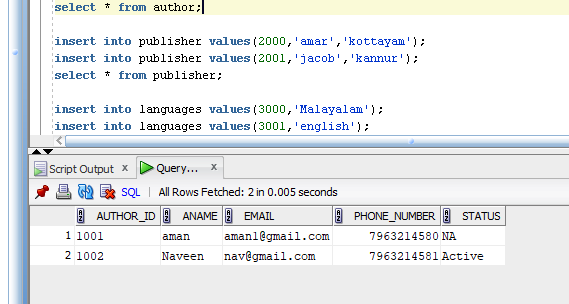 select * from author;
insert into publisher values(2000,'amar','kottayam');
insert into publisher values(2001,'jacob','kannur');
select * from publisher;
insert into languages values(3000,'Malayalam');
insert into languages values(3001,'english');
Script Output x Query... x
SQL | All Rows Fetched: 2 in 0.005 seconds
AUTHOR_ID ANAME EMAIL PHONE_NUMBER STATUS
1 1001 aman aman1@gmail.com 7963214580 NA
2 1002 Naveen nav@gmail.com 7963214581 Active